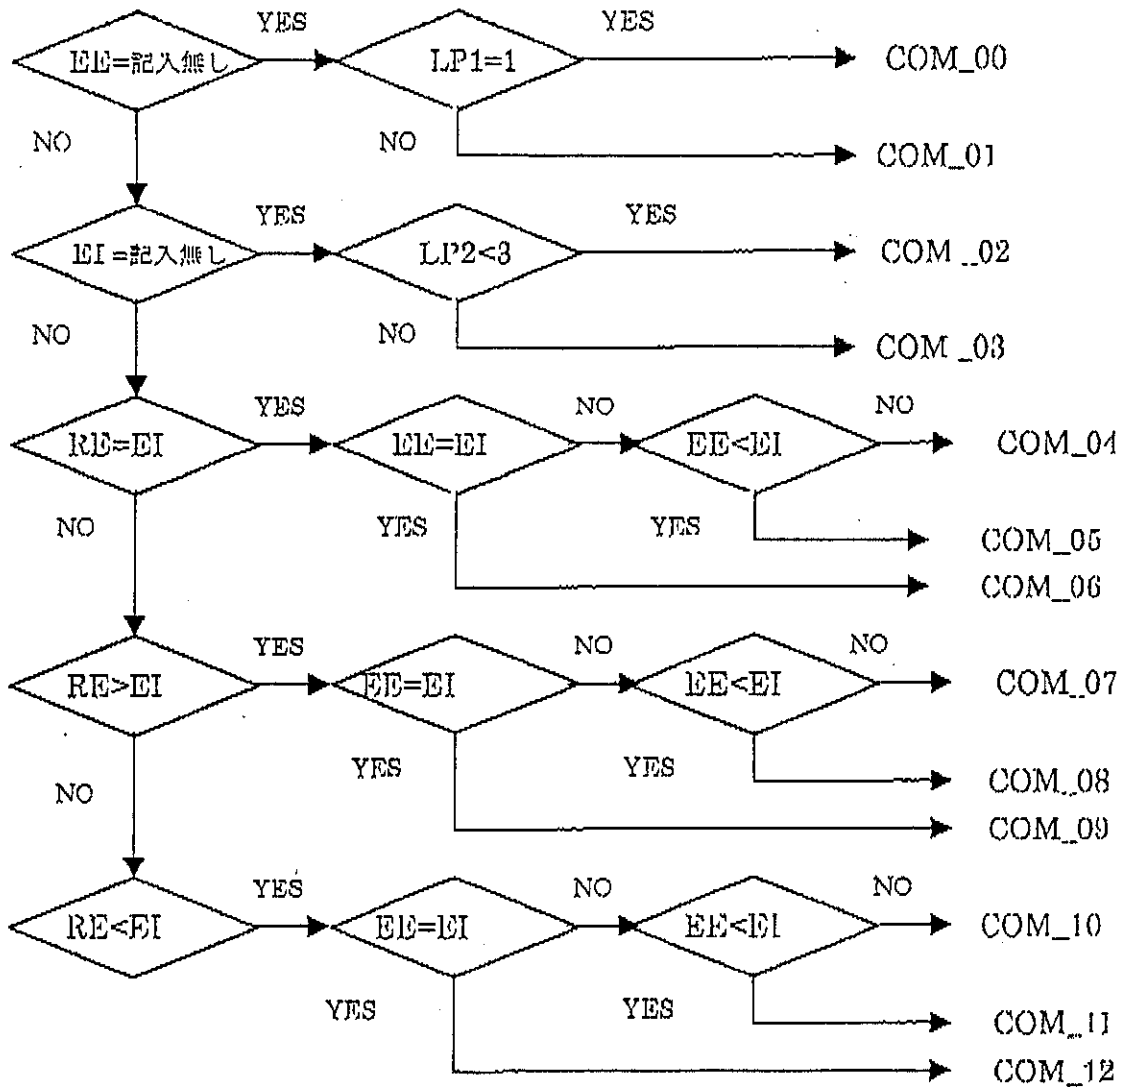 YES
YES
EE=記入無し
LP1=1
COM_00
NO
NO
COM_01
YES
YES
EI=記入無し
LP2<3
COM_02
NO
NO
COM_03
YES
NO
NO
RE=EI
EE=EI
EE<EI
COM_04
NO
YES
YES
COM_05
COM_06
YES
NO
NO
RE>EI
EE=EI
EE<EI
COM_07
YES
YES
NO
COM_08
COM_09
YES
NO
NO
RE<EI
EE=EI
EE<EI
COM_10
YES
YES
COM_11
COM_12